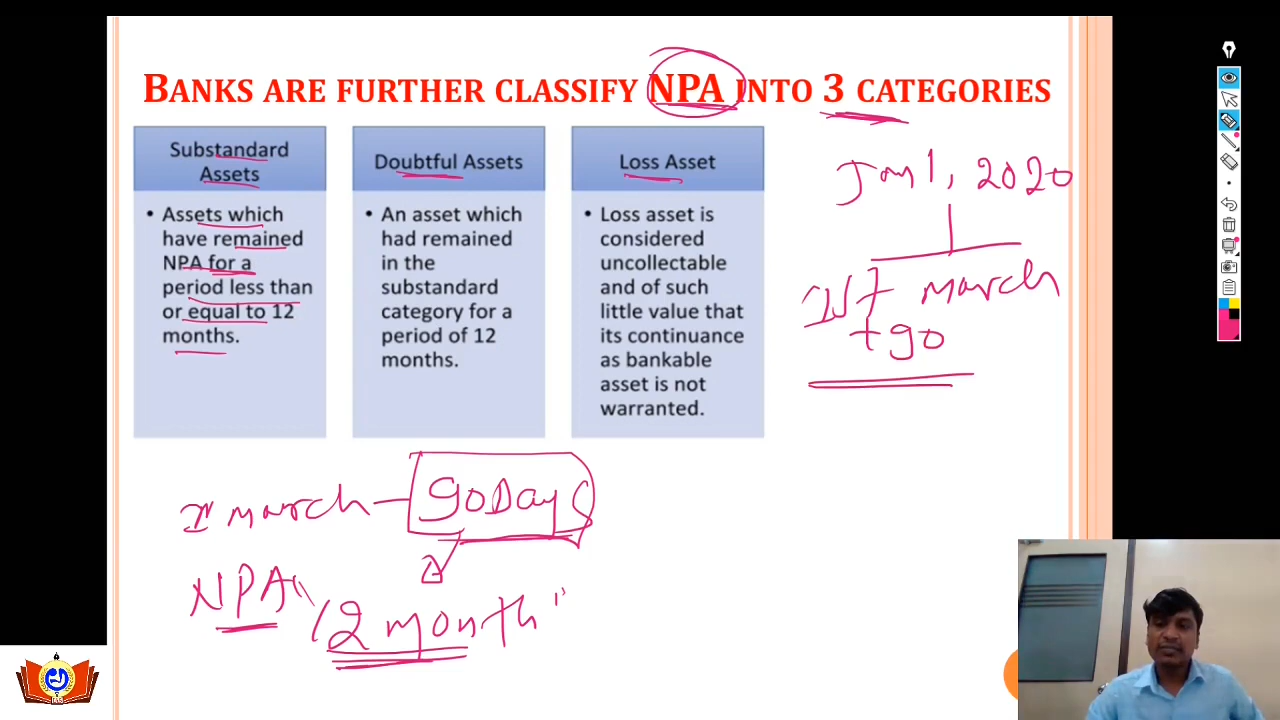 BANKS ARE FURTHER CLASSIFY NPA INTO 3 CATEGORIES
Substandard
Assets
• Assets which
have remained
NPA for a
period less than
or equal to 12
months.
Doubtful Assets
• An asset which
had remained
in the
substandard
category for a
period of 12
months.
Loss Asset
• Loss asset is
considered
uncollectable
and of such
little value that
its continuance
as bankable
asset is not
warranted.
Jan 1, 2020
march
+90
march - 90 Days
NPA
12 month